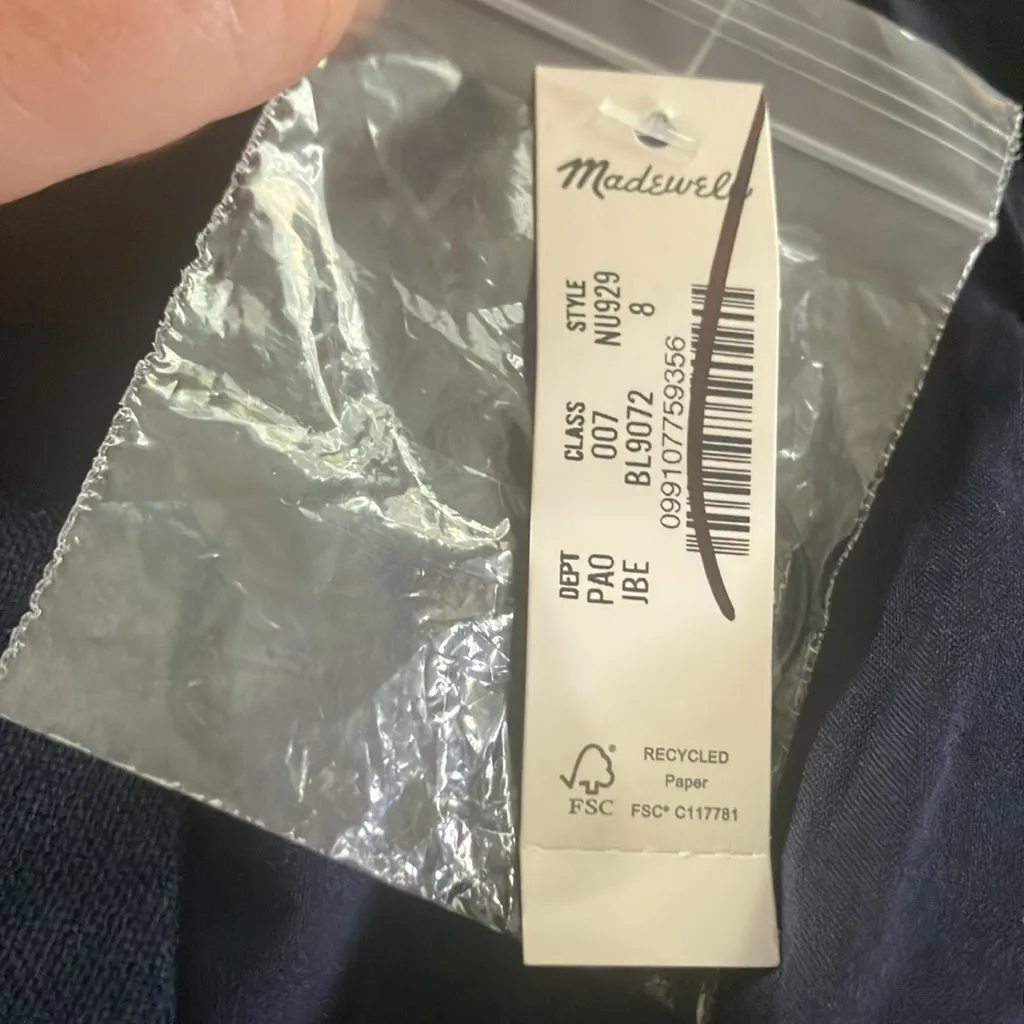 Madewell
DEPT CLASS STYLE
PA0 007 NU929
JBE BL9072 8
099107759356
FSC®
RECYCLED
Paper
FSC® C117781